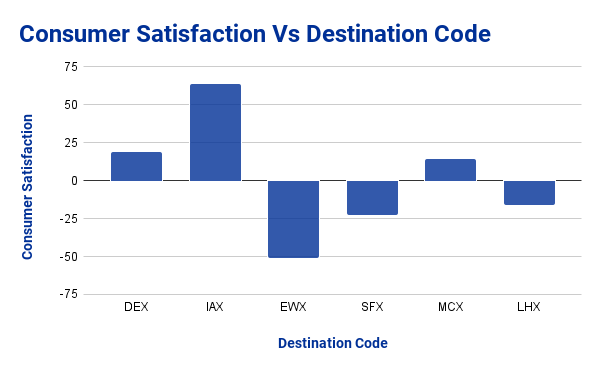 Consumer Satisfaction Vs Destination Code
75
50
25
0
-25
-50
-75
Consumer Satisfaction
DEX IAX EWX SFX MCX LHX
Destination Code